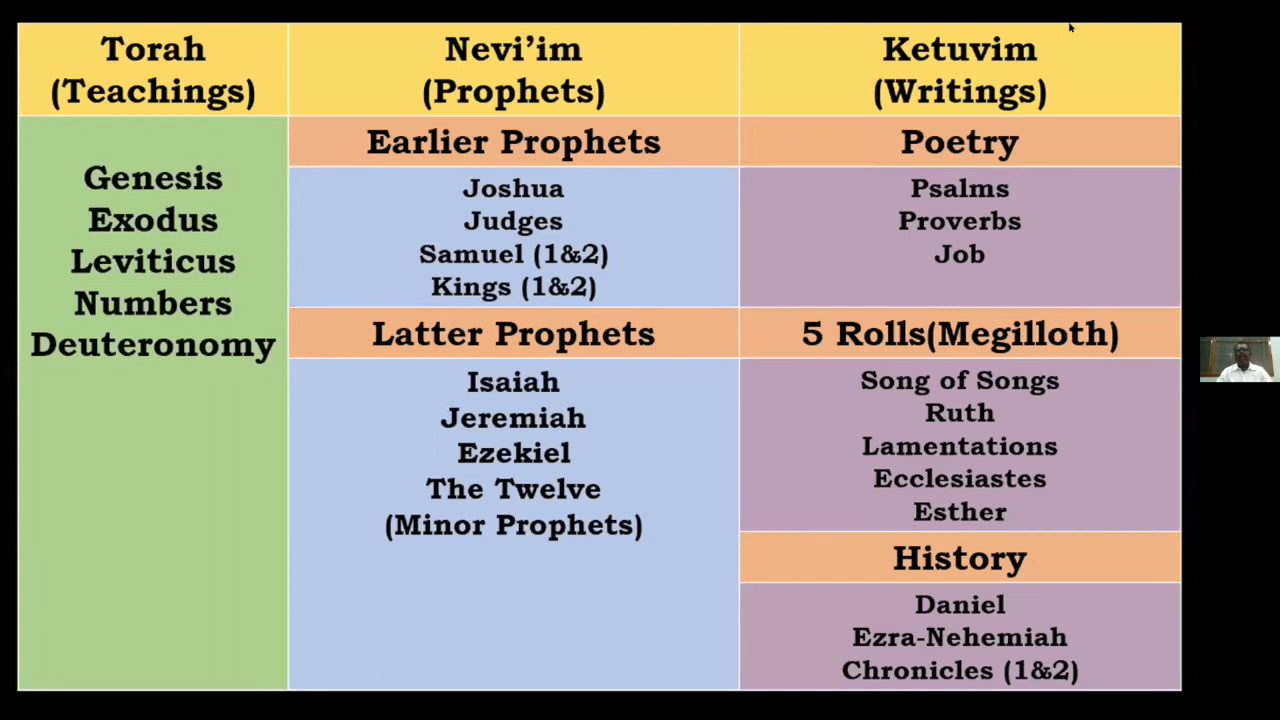 Torah
(Teachings)
Genesis
Exodus
Leviticus
Numbers
Deuteronomy
Nevi’im
(Prophets)
Earlier Prophets
Joshua
Judges
Samuel (1&2)
Kings (1&2)
Latter Prophets
Isaiah
Jeremiah
Ezekiel
The Twelve
(Minor Prophets)
Ketuvim
(Writings)
Poetry
Psalms
Proverbs
Job
5 Rolls(Megilloth)
Song of Songs
Ruth
Lamentations
Ecclesiastes
Esther
History
Daniel
Ezra-Nehemiah
Chronicles (1&2)